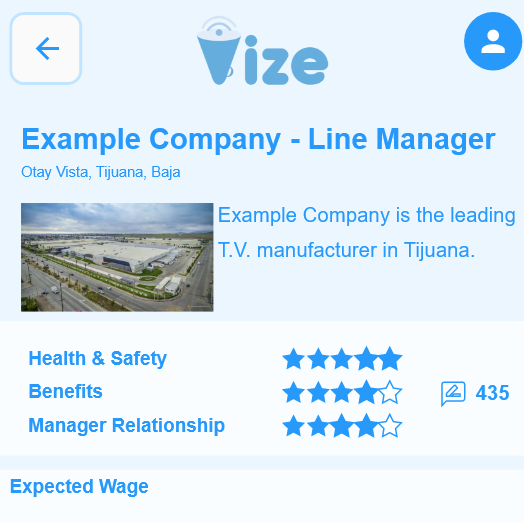 Vize
Example Company - Line Manager
Otay Vista, Tijuana, Baja
Example Company is the leading
T.V. manufacturer in Tijuana.
Health & Safety
Benefits
435
Manager Relationship
Expected Wage